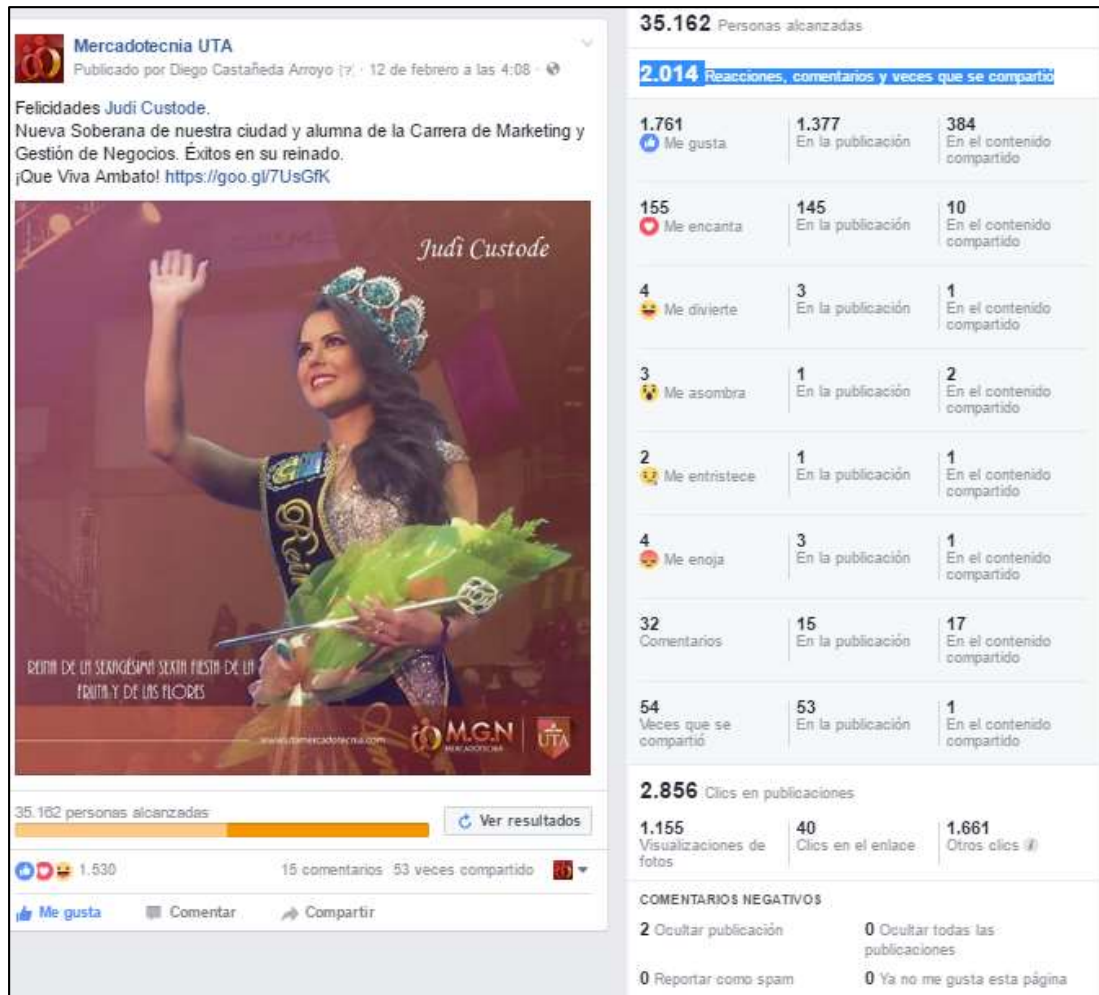 Mercadotecnia UTA
Publicado por Diego Castañeda Arroyo [?] · 12 de febrero a las 4:08 ·
Felicidades Judi Custode.
Nueva Soberana de nuestra ciudad y alumna de la Carrera de Marketing y
Gestión de Negocios. Éxitos en su reinado.
¡Que Viva Ambato! https://goo.gl/7UsGfK
Judi Custode
Rei
REINA DE LA SEXAGÉSIMA SEXTA FIESTA DE LA
FRUTA Y DE LAS FLORES
www.utamercadotecnia.com
M.G.N
MERCADOTECNIA
UTA
35.162 personas alcanzadas
Ver resultados
1.530
15 comentarios 53 veces compartido
Me gusta Comentar Compartir
35.162 Personas alcanzadas
2.014 Reacciones, comentarios y veces que se compartió
1.761
Me gusta
1.377
En la publicación
384
En el contenido
compartido
155
Me encanta
145
En la publicación
10
En el contenido
compartido
4
Me divierte
3
En la publicación
1
En el contenido
compartido
3
Me asombra
1
En la publicación
2
En el contenido
compartido
2
Me entristece
1
En la publicación
1
En el contenido
compartido
4
Me enoja
3
En la publicación
1
En el contenido
compartido
32
Comentarios
15
En la publicación
17
En el contenido
compartido
54
Veces que se
compartió
53
En la publicación
1
En el contenido
compartido
2.856 Clics en publicaciones
1.155
Visualizaciones de
fotos
40
Clics en el enlace
1.661
Otros clics
COMENTARIOS NEGATIVOS
2 Ocultar publicación
0 Ocultar todas las
publicaciones
0 Reportar como spam
0 Ya no me gusta esta página